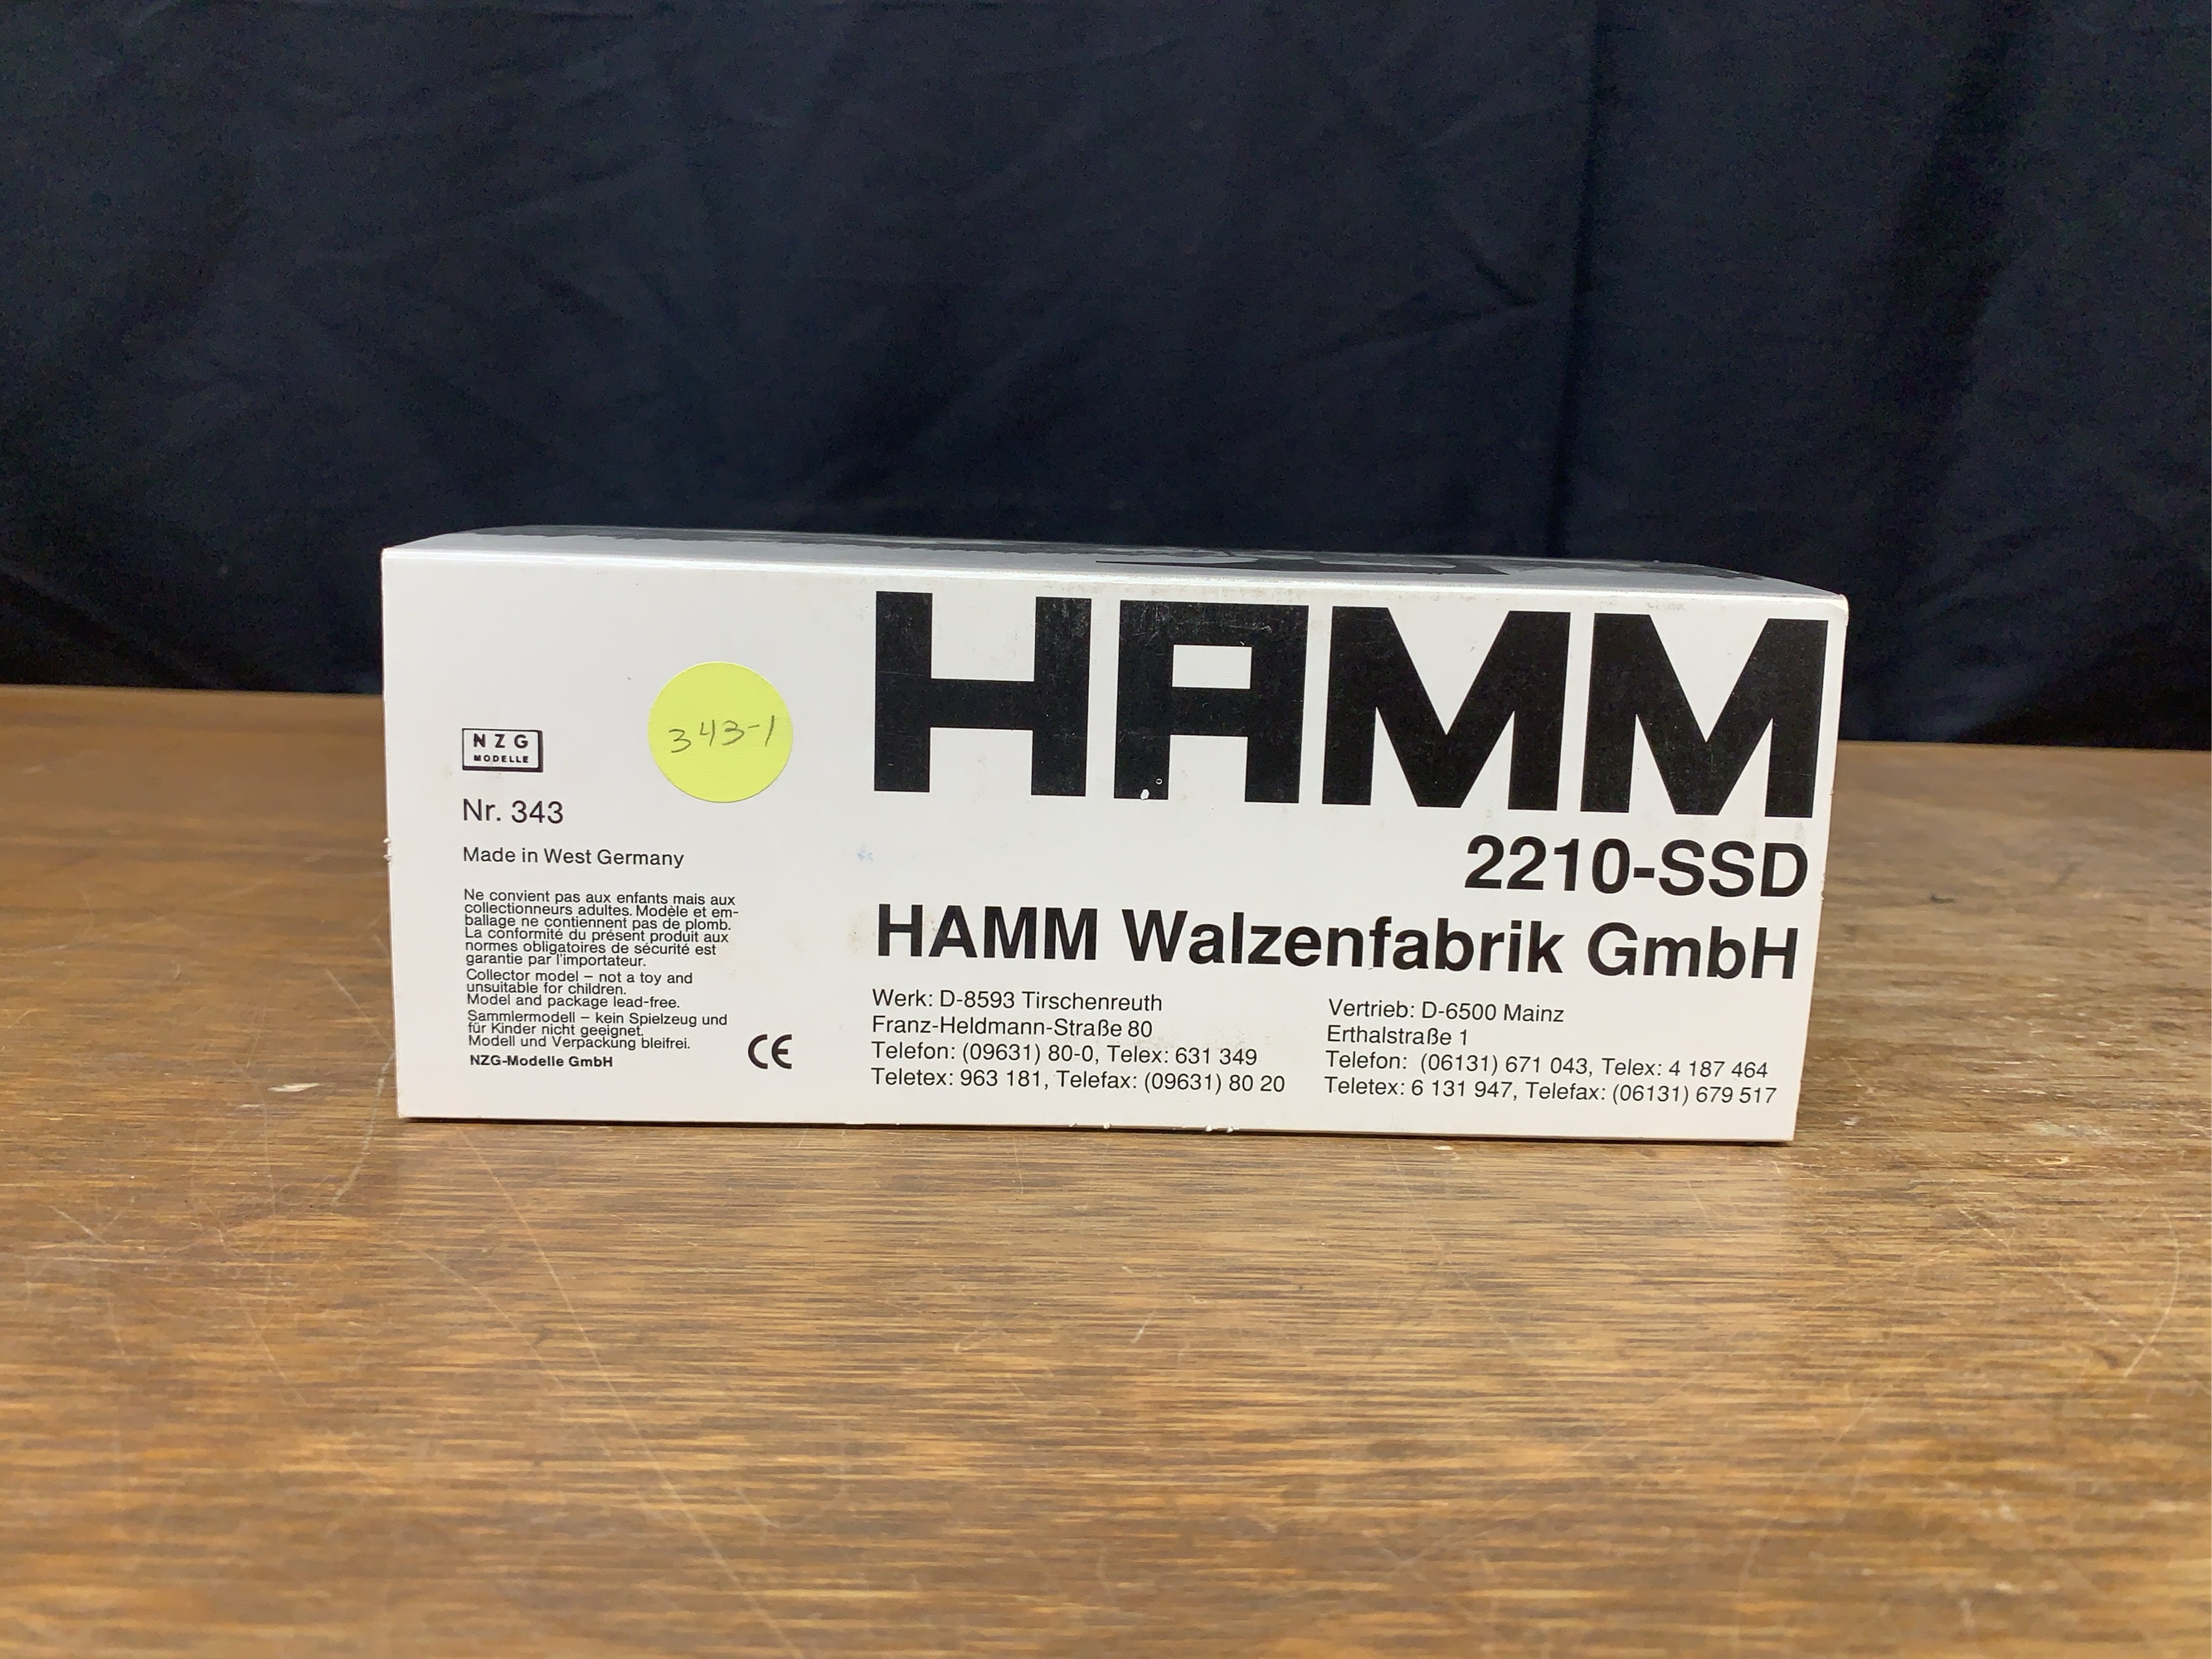 NZG
MODELLE
Nr. 343
Made in West Germany
Ne convient pas aux enfants mais aux
collectionneurs adultes. Modèle et em-
ballage ne contiennent pas de plomb.
La conformité du présent produit aux
normes obligatoires de sécurité est
garantie par l'importateur.
Collector model – not a toy and
unsuitable for children.
Model and package lead-free.
Sammlermodell – kein Spielzeug und
für Kinder nicht geeignet.
Modell und Verpackung bleifrei.
NZG-Modelle GmbH
CE
343-1
HAMM
2210-SSD
HAMM Walzenfabrik GmbH
Werk: D-8593 Tirschenreuth
Franz-Heldmann-Straße 80
Telefon: (09631) 80-0, Telex: 631 349
Teletex: 963 181, Telefax: (09631) 80 20
Vertrieb: D-6500 Mainz
Erthalstraße 1
Telefon: (06131) 671 043, Telex: 4 187 464
Teletex: 6 131 947, Telefax: (06131) 679 517